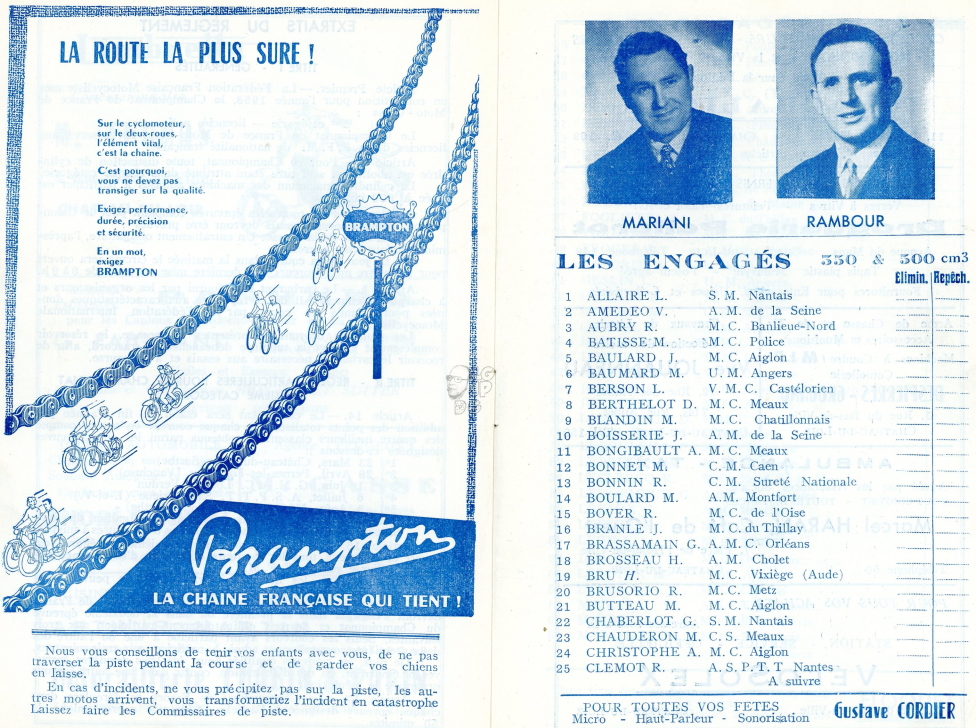 LA ROUTE LA PLUS SURE !
Sur le cyclomoteur,
sur le deux-roues,
l'élément vital,
c'est la chaine.
C'est pourquoi,
vous ne devez pas
transiger sur la qualité.
Exigez performance,
durée, précision
et sécurité.
En un mot,
exigez
BRAMPTON
BRAMPTON
Brampton
LA CHAINE FRANÇAISE QUI TIENT !
Nous vous conseillons de tenir vos enfants avec vous, de ne pas
traverser la piste pendant la course et de garder vos chiens
en laisse.
En cas d'incidents, ne vous précipitez pas sur la piste, les au-
tres motos arrivent, vous transformeriez l'incident en catastrophe
Laissez faire les Commissaires de piste.
MARIANI RAMBOUR
LES ENGAGÉS 350 & 500 cm3
Elimin. Repêch.
1 ALLAIRE L. S. M. Nantais
2 AMEDEO V. A. M. de la Seine
3 AUBRY R. M. C. Banlieue-Nord
4 BATISSE M. M. C. Police
5 BAULARD J. M. C. Aiglon
6 BAUMARD M. U. M. Angers
7 BERSON L. V. M. C. Castélorien
8 BERTHELOT D. M. C. Meaux
9 BLANDIN M. M. C. Chatillonnais
10 BOISSERIE J. A. M. de la Seine
11 BONGIBAULT A. M. C. Meaux
12 BONNET M. C. M. Caen
13 BONNIN R. C. M. Sureté Nationale
14 BOULARD M. A.M. Montfort
15 BOVER R. M. C. de l'Oise
16 BRANLE J. M. C. du Thillay
17 BRASSAMAIN G. A. M. C. Orléans
18 BROSSEAU H. A. M. Cholet
19 BRU H. M. C. Vixiège (Aude)
20 BRUSORIO R. M. C. Metz
21 BUTTEAU M. M. C. Aiglon
22 CHABERLOT G. S. M. Nantais
23 CHAUDERON M. C. S. Meaux
24 CHRISTOPHE A. M. C. Aiglon
25 CLEMOT R. A. S. P. T. T Nantes
A suivre
POUR TOUTES VOS FETES
Micro - Haut-Parleur - Sonorisation Gustave CORDIER